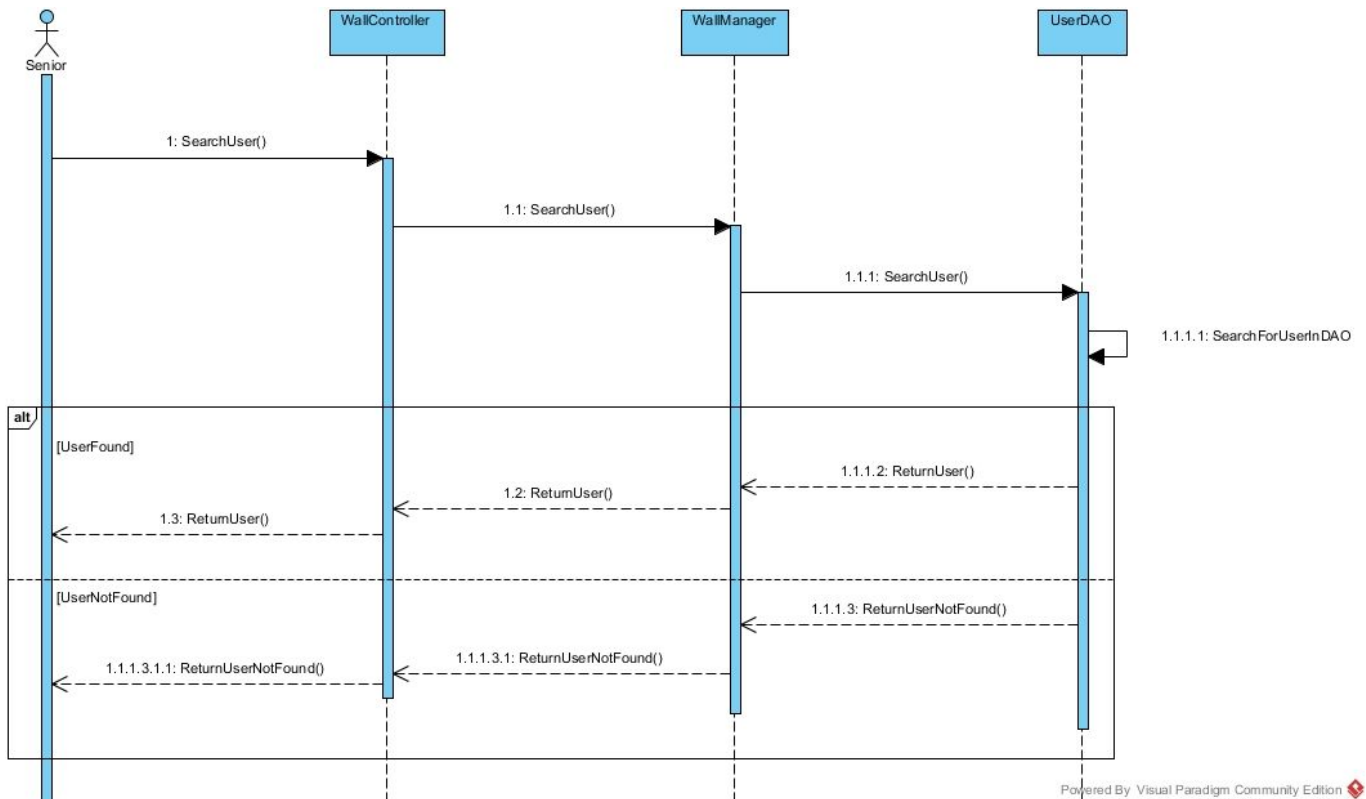 WallController
WallManager
UserDAO
Senior
1: SearchUser()
1.1: SearchUser()
1.1.1: SearchUser()
1.1.1.1: SearchForUserInDAO
alt
[UserFound]
1.1.1.2: ReturnUser()
1.2: ReturnUser()
1.3: ReturnUser()
[UserNotFound]
1.1.1.3: ReturnUserNotFound()
1.1.1.3.1: ReturnUserNotFound()
1.1.1.3.1.1: ReturnUserNotFound()
Powered By Visual Paradigm Community Edition